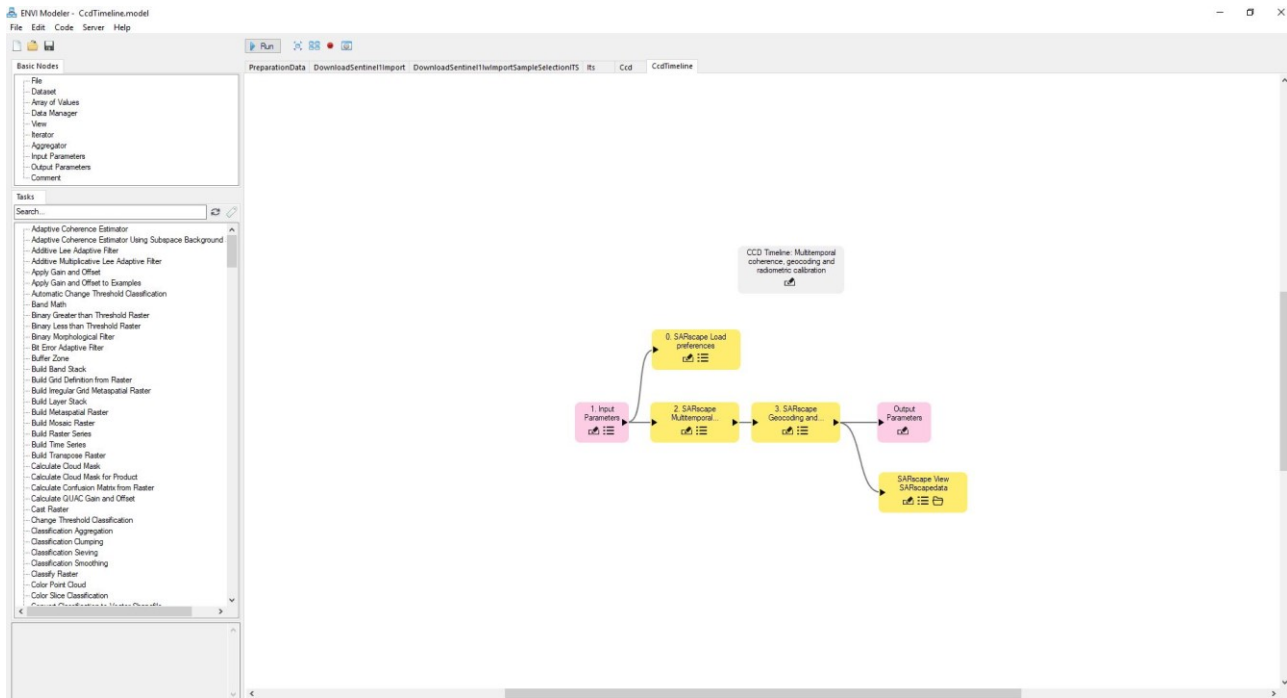 ENVI Modeler - CcdTimeline.model
File Edit Code Server Help
Run
Basic Nodes
PreparationData DownloadSentinel1Import DownloadSentinel1IwImportSampleSelectionITS Its Ccd CcdTimeline
File
Dataset
Array of Values
Data Manager
View
Iterator
Aggregator
Input Parameters
Output Parameters
Comment
Tasks
Search...
Adaptive Coherence Estimator
Adaptive Coherence Estimator Using Subspace Background
Additive Lee Adaptive Filter
Additive Multiplicative Lee Adaptive Filter
Apply Gain and Offset
Apply Gain and Offset to Examples
Automatic Change Threshold Classification
Band Math
Binary Greater than Threshold Raster
Binary Less than Threshold Raster
Binary Morphological Filter
Bit Error Adaptive Filter
Buffer Zone
Build Band Stack
Build Grid Definition from Raster
Build Irregular Grid Metaspatial Raster
Build Layer Stack
Build Metaspatial Raster
Build Mosaic Raster
Build Raster Series
Build Time Series
Build Transpose Raster
Calculate Cloud Mask
Calculate Cloud Mask for Product
Calculate Confusion Matrix from Raster
Calculate QUAC Gain and Offset
Cast Raster
Change Threshold Classification
Classification Aggregation
Classification Clumping
Classification Sieving
Classification Smoothing
Classify Raster
Color Point Cloud
Color Slice Classification
CCD Timeline: Multitemporal
coherence, geocoding and
radiometric calibration
0. SARscape Load
preferences
1. Input
Parameters
2. SARscape
Multitemporal...
3. SARscape
Geocoding and...
Output
Parameters
SARscape View
SARscapedata